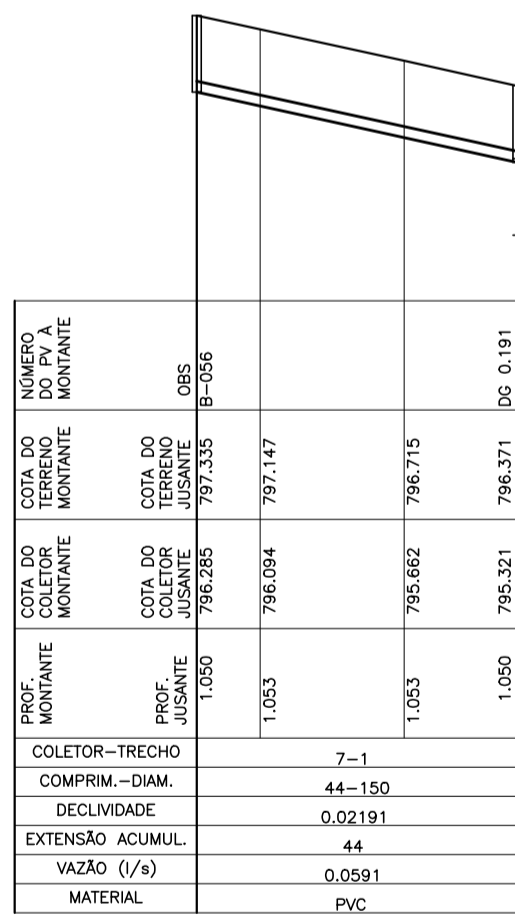 NÚMERO
DO PV À
MONTANTE
OBS
B-056
DG 0.191
COTA DO
TERRENO
MONTANTE
COTA DO
TERRENO
JUSANTE
797.335
797.147
796.715
796.371
COTA DO
COLETOR
MONTANTE
COTA DO
COLETOR
JUSANTE
796.285
796.094
795.662
795.321
PROF.
MONTANTE
PROF.
JUSANTE
1.050
1.053
1.053
1.050
COLETOR-TRECHO
7-1
COMPRIM.-DIAM.
44-150
DECLIVIDADE
0.02191
EXTENSÃO ACUMUL.
44
VAZÃO (l/s)
0.0591
MATERIAL
PVC